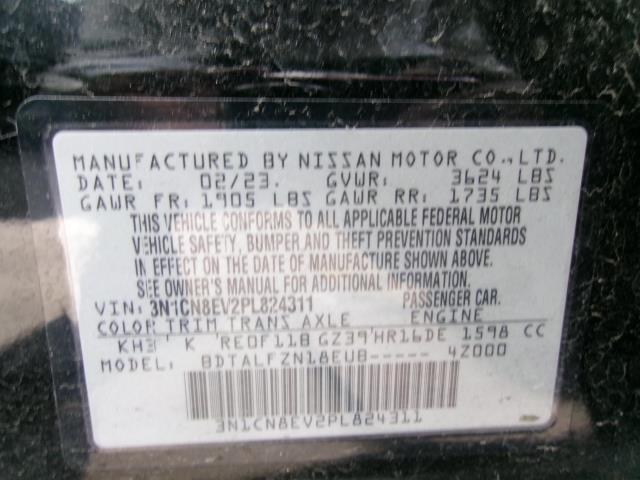 MANUFACTURED BY NISSAN MOTOR CO., LTD.
DATE: 02/23. GVWR: 3624 LBS
GAWR FR: 1905 LBS GAWR RR: 1735 LBS
THIS VEHICLE CONFORMS TO ALL APPLICABLE FEDERAL MOTOR
VEHICLE SAFETY, BUMPER AND THEFT PREVENTION STANDARDS
IN EFFECT ON THE DATE OF MANUFACTURE SHOWN ABOVE.
SEE OWNER'S MANUAL FOR ADDITIONAL INFORMATION.
VIN: 3N1CN8EV2PL824311 PASSENGER CAR.
COLOR TRIM TRANS AXLE ENGINE
K RE0F11B GZ39 HR16DE 1598 CC
MODEL: BDTALFZN18EUB----- 4Z000
3N1CN8EV2PL824311